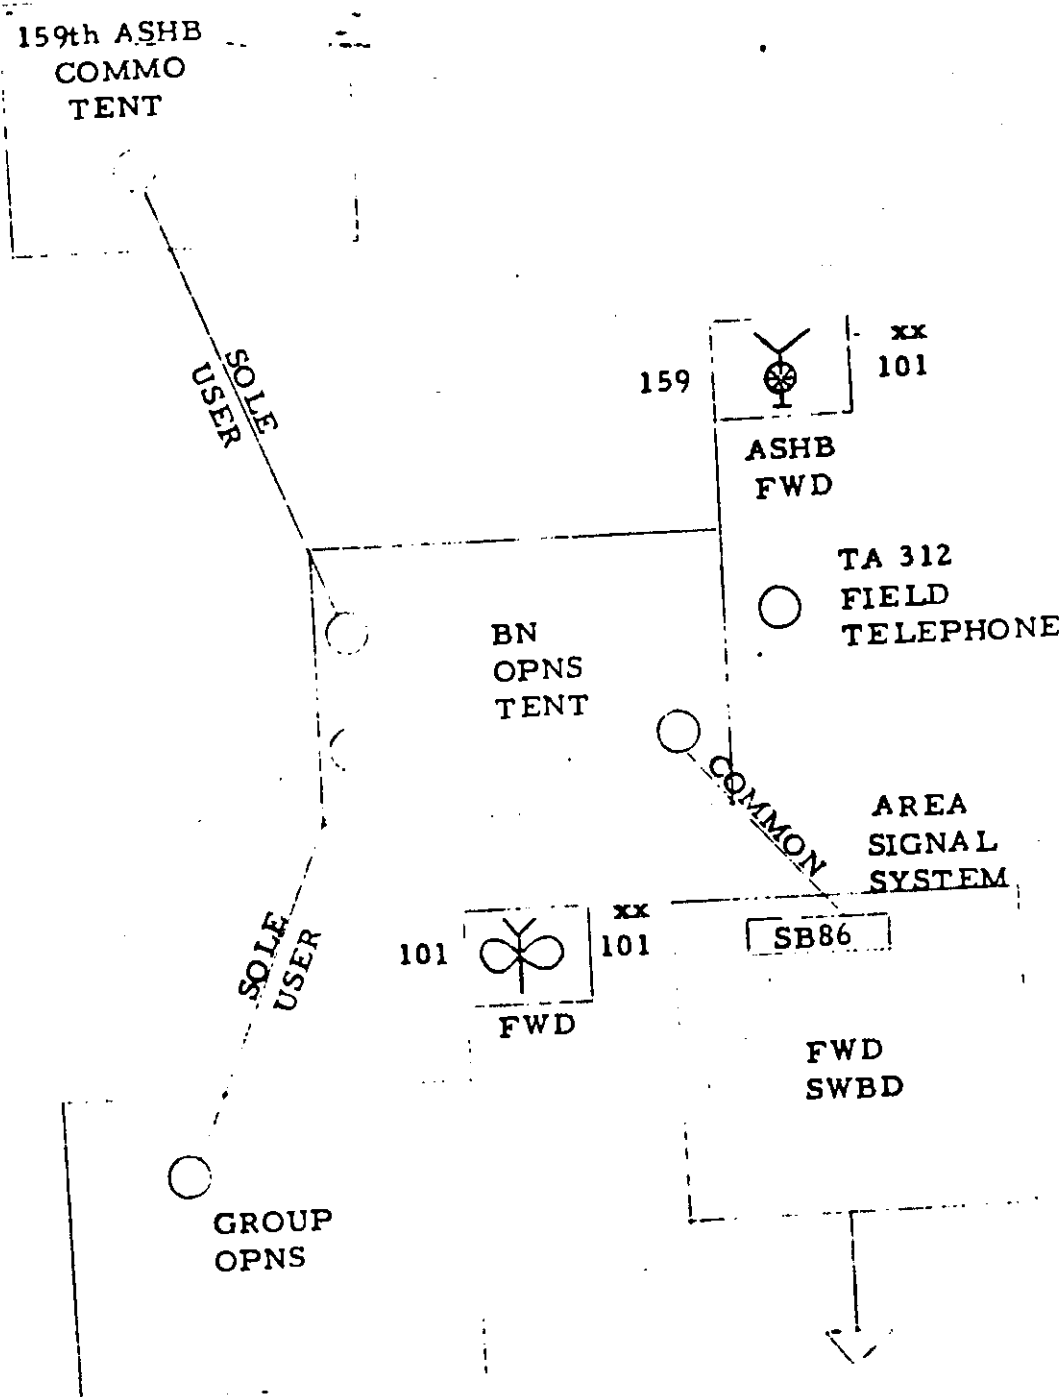 159th ASHB
COMMO
TENT
SOLE
USER
xx
159
101
ASHB
FWD
TA 312
FIELD
TELEPHONE
BN
OPNS
TENT
COMMON
AREA
SIGNAL
SYSTEM
SB86
xx
101
101
FWD
SOLE
USER
FWD
SWBD
GROUP
OPNS